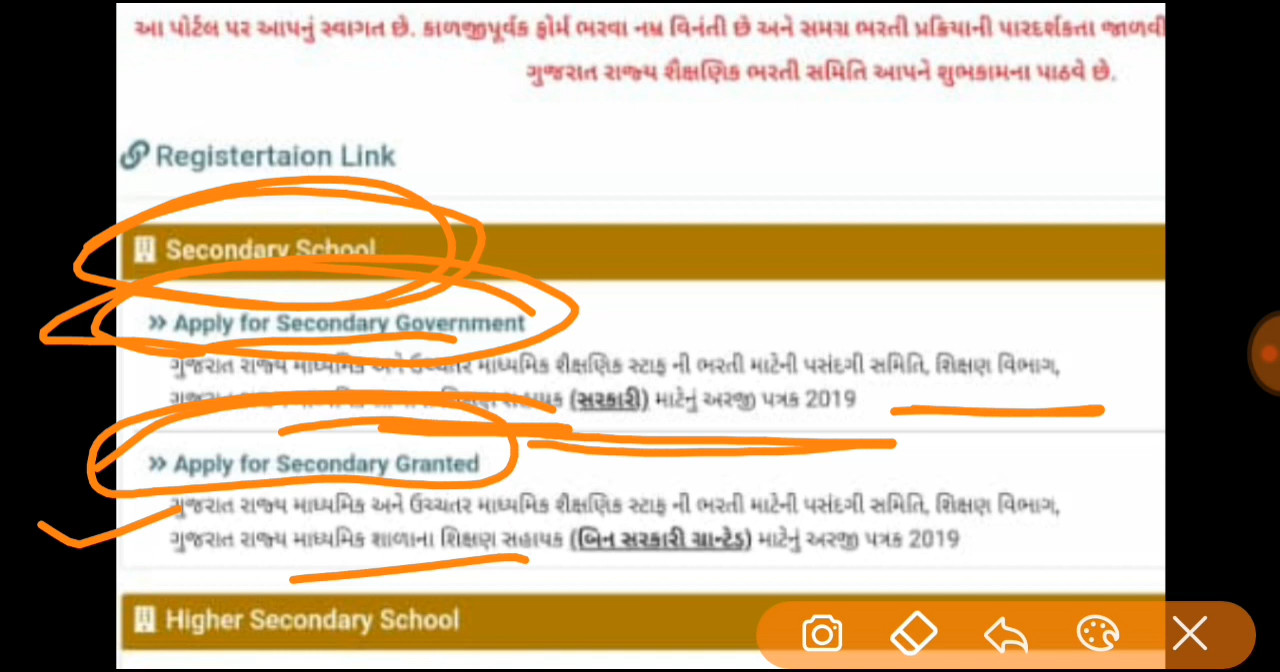 આ પોર્ટલ પર આપનું સ્વાગત છે. કાળજીપૂર્વક ફોર્મ ભરવા નમ્ર વિનંતી છે અને સમગ્ર ભરતી પ્રક્રિયાની પારદર્શકતા જાળવી
ગુજરાત રાજ્ય શૈક્ષણિક ભરતી સમિતિ આપને શુભકામના પાઠવે છે.
Registertaion Link
Secondary School
» Apply for Secondary Government
ગુજરાત રાજ્ય માધ્યમિક અને ઉચ્ચતર માધ્યમિક શૈક્ષણિક સ્ટાફ ની ભરતી માટેની પસંદગી સમિતિ, શિક્ષણ વિભાગ,
(સરકારી) માટેનું અરજી પત્રક 2019
» Apply for Secondary Granted
ગુજરાત રાજ્ય માધ્યમિક અને ઉચ્ચતર માધ્યમિક શૈક્ષણિક સ્ટાફ ની ભરતી માટેની પસંદગી સમિતિ, શિક્ષણ વિભાગ,
ગુજરાત રાજ્ય માધ્યમિક શાળાના શિક્ષણ સહાયક (બિન સરકારી ગ્રાન્ટેડ) માટેનું અરજી પત્રક 2019
Higher Secondary School